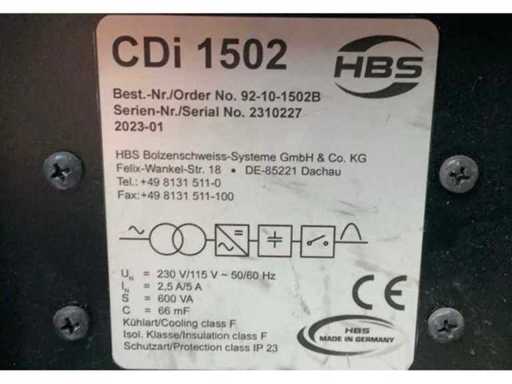 CDi 1502
HBS
Best.-Nr./Order No. 92-10-1502B
Serien-Nr./Serial No. 2310227
2023-01
HBS Bolzenschweiss-Systeme GmbH & Co. KG
Felix-Wankel-Str. 18 • DE-85221 Dachau
Tel.: +49 8131 511-0
Fax: +49 8131 511-100
U_N = 230 V/115 V ~ 50/60 Hz
I_N = 2,5 A/5 A
S = 600 VA
C = 66 mF
Kühlart/Cooling class F
Isol. Klasse/Insulation class F
Schutzart/Protection class IP 23
CE
HBS
MADE IN GERMANY